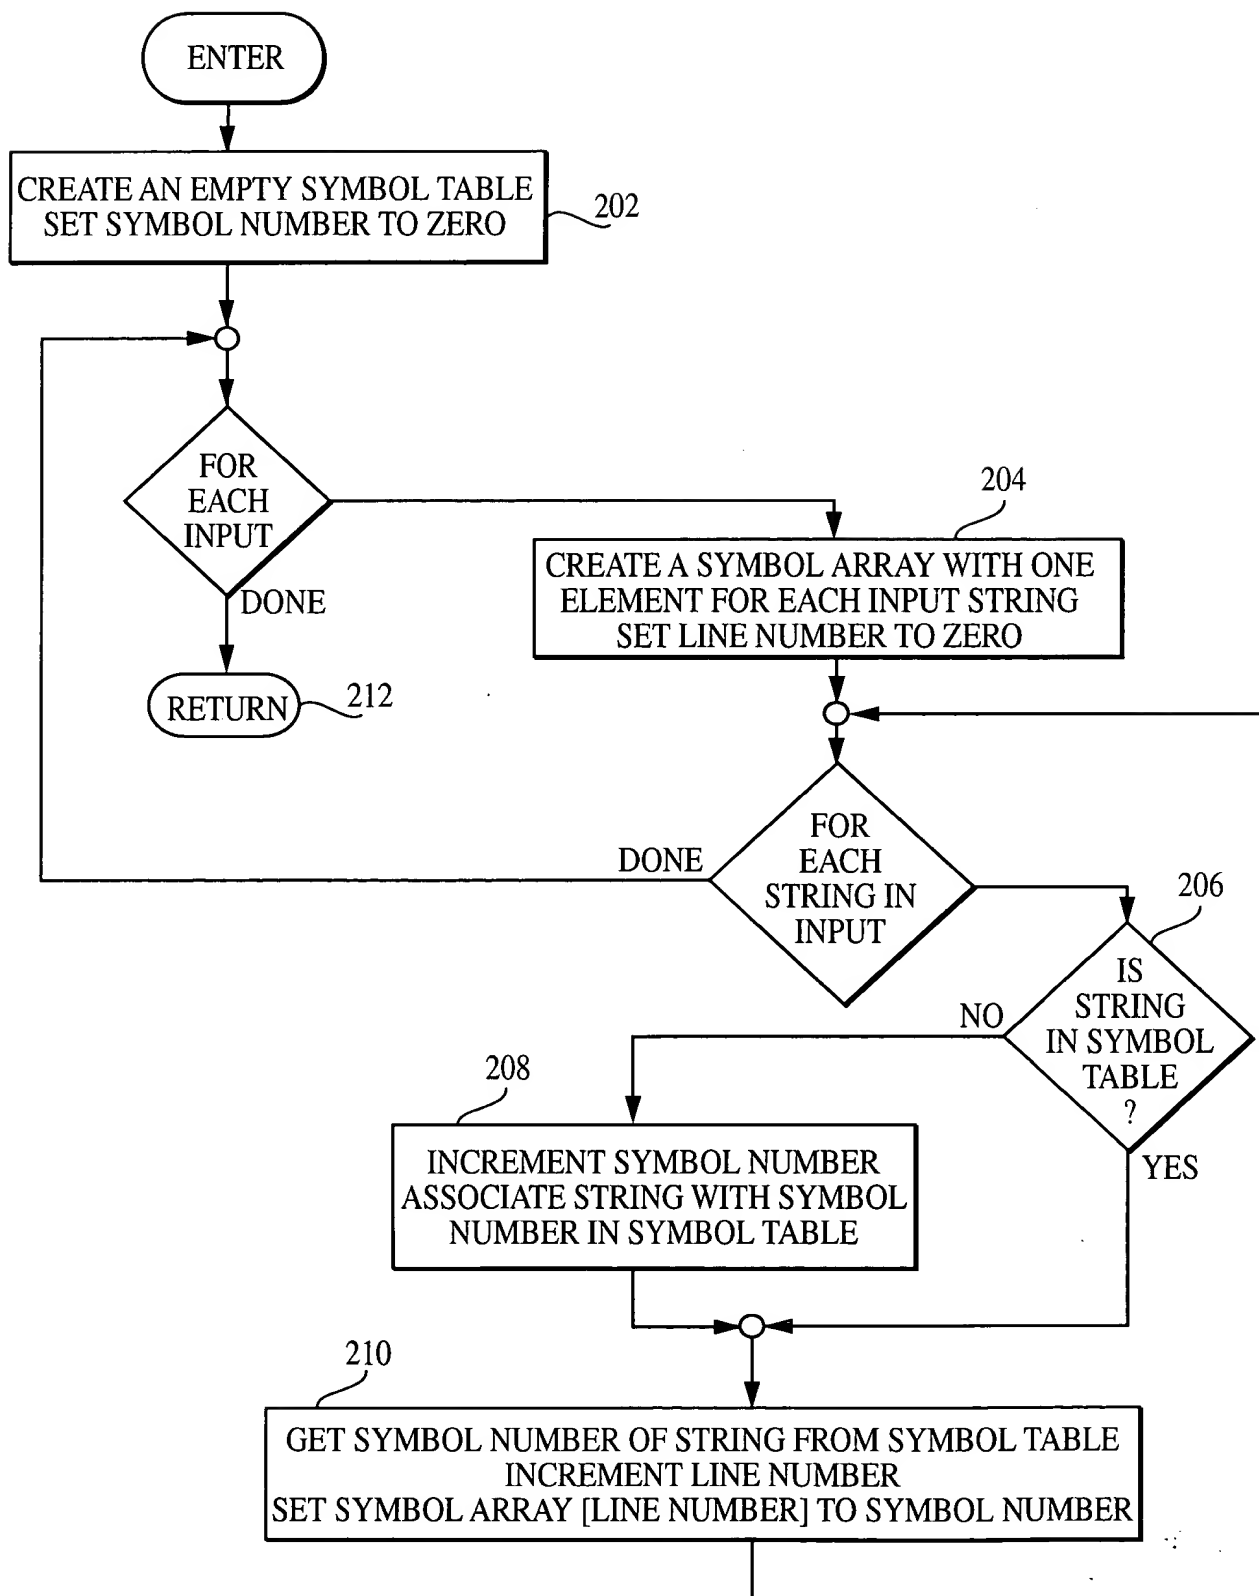 ENTER
CREATE AN EMPTY SYMBOL TABLE
SET SYMBOL NUMBER TO ZERO
202
FOR
EACH
INPUT
DONE
RETURN
212
204
CREATE A SYMBOL ARRAY WITH ONE
ELEMENT FOR EACH INPUT STRING
SET LINE NUMBER TO ZERO
FOR
EACH
STRING IN
INPUT
DONE
206
IS
STRING
IN SYMBOL
TABLE
?
NO
YES
208
INCREMENT SYMBOL NUMBER
ASSOCIATE STRING WITH SYMBOL
NUMBER IN SYMBOL TABLE
210
GET SYMBOL NUMBER OF STRING FROM SYMBOL TABLE
INCREMENT LINE NUMBER
SET SYMBOL ARRAY [LINE NUMBER] TO SYMBOL NUMBER